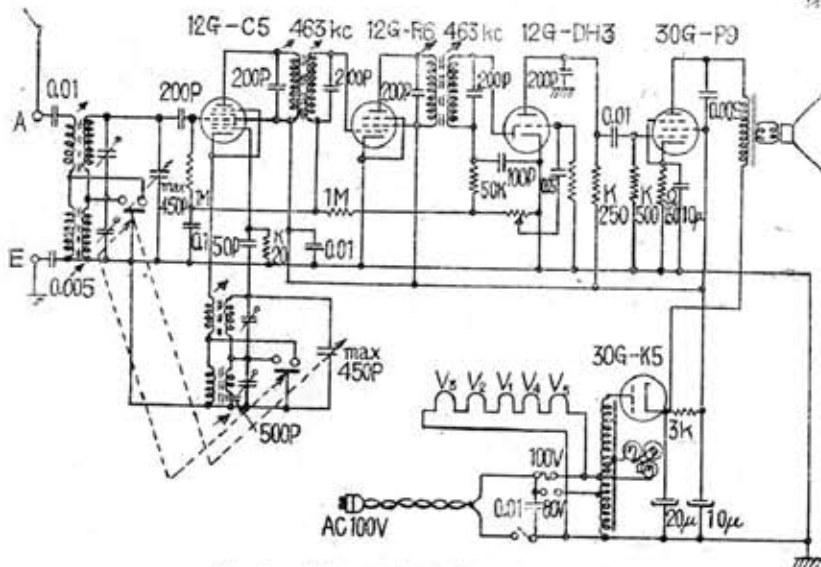 12G-C5 463kc 12G-R6 463kc 12G-DH3 30G-P9
0.01 200P 200P 200P 200P 200P 200P 0.01 0.005
A
max
450P
1M 1M 50K 100P K
250 K
500 10μ
0.1 50P K
20 0.01
E
0.005
max
450P
500P
30G-K5
V₃ V₂ V₁ V₄ V₅
3K
100V
80V
0.01
AC100V
20μ 10μ